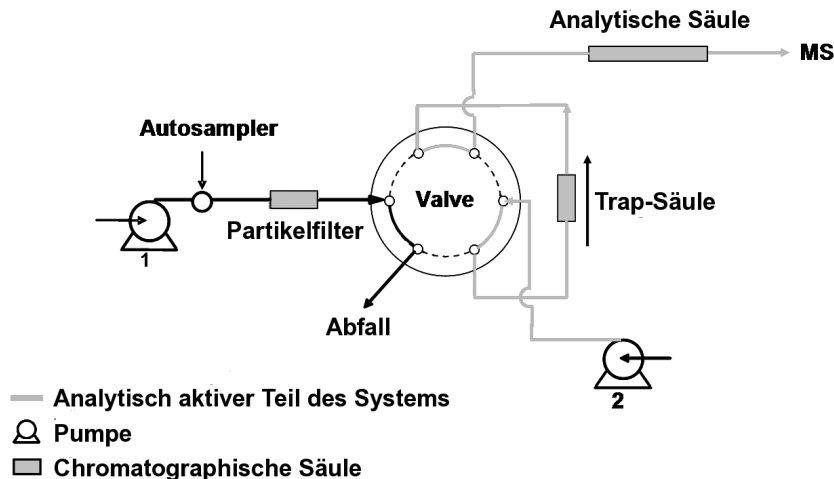 Analytische Säule
MS
Autosampler
Valve
Trap-Säule
Partikelfilter
1
Abfall
2
Analytisch aktiver Teil des Systems
Pumpe
Chromatographische Säule